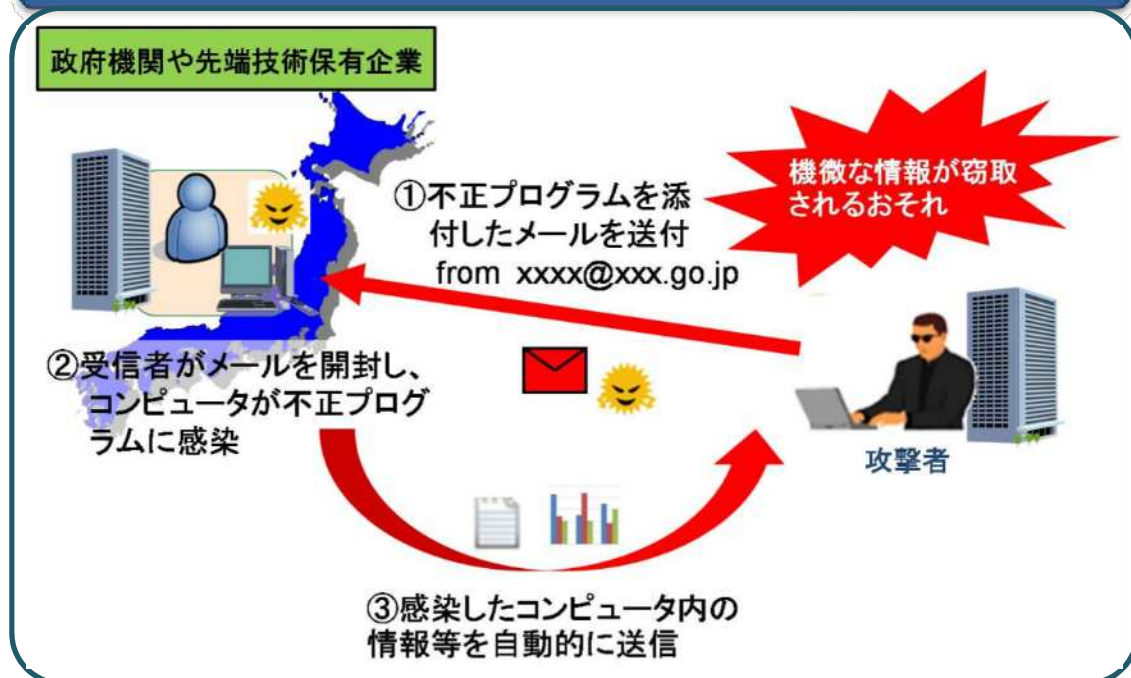 政府機関や先端技術保有企業
①不正プログラムを添
付したメールを送付
from xxxx@xxx.go.jp
機微な情報が窃取
されるおそれ
②受信者がメールを開封し、
コンピュータが不正プログ
ラムに感染
攻撃者
③感染したコンピュータ内の
情報等を自動的に送信